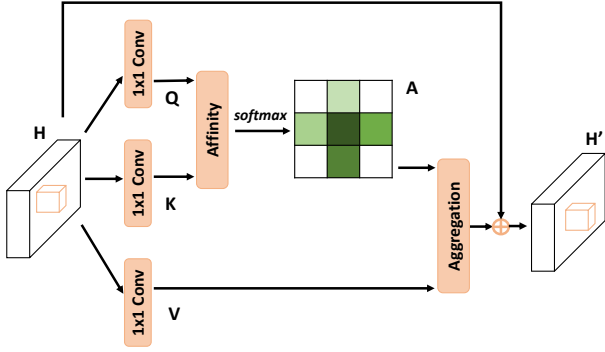 1x1 Conv
Q
A
softmax
Affinity
H
H'
1x1 Conv
K
Aggregation
1x1 Conv
V